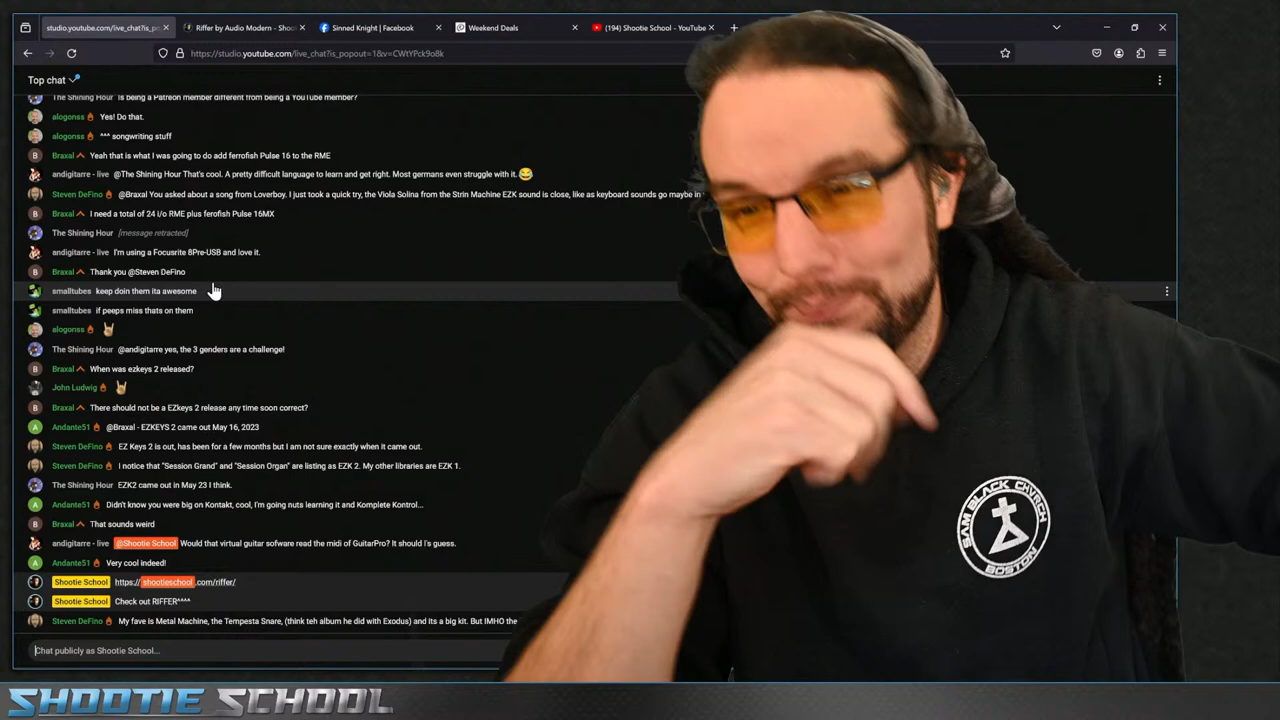 studio.youtube.com/live_chat?is_po
Riffer by Audio Modern - Shoot
Sinned Knight | Facebook
Weekend Deals
(194) Shootie School - YouTube
https://studio.youtube.com/live_chat?is_popout=1&v=CWtYPck9o8k
Top chat
The Shining Hour Is being a Patreon member different from being a YouTube member?
alogonss Yes! Do that.
alogonss ^^^ songwriting stuff
Braxal Yeah that is what I was going to do add ferrofish Pulse 16 to the RME
andigitarre - live @The Shining Hour That's cool. A pretty difficult language to learn and get right. Most germans even struggle with it. 😂
Steven DeFino @Braxal You asked about a song from Loverboy. I just took a quick try, the Viola Solina from the Strin Machine EZK sound is close, like as keyboard sounds go maybe in
Braxal I need a total of 24 i/o RME plus ferofish Pulse 16MX
The Shining Hour [message retracted]
andigitarre - live I'm using a Focusrite 8Pre-USB and love it.
Braxal Thank you @Steven DeFino
smalltubes keep doin them ita awesome
smalltubes if peeps miss thats on them
alogonss 🤘
The Shining Hour @andigitarre yes, the 3 genders are a challenge!
Braxal When was ezkeys 2 released?
John Ludwig 🤘
Braxal There should not be a EZkeys 2 release any time soon correct?
Andante51 @Braxal - EZKEYS 2 came out May 16, 2023
Steven DeFino EZ Keys 2 is out, has been for a few months but I am not sure exactly when it came out.
Steven DeFino I notice that "Session Grand" and "Session Organ" are listing as EZK 2. My other libraries are EZK 1.
The Shining Hour EZK2 came out in May 23 I think.
Andante51 Didn't know you were big on Kontakt, cool, I'm going nuts learning it and Komplete Kontrol...
Braxal That sounds weird
andigitarre - live @Shootie School Would that virtual guitar sofware read the midi of GuitarPro? It should I's guess.
Andante51 Very cool indeed!
Shootie School https://shootieschool.com/riffer/
Shootie School Check out RIFFER^^^^
Steven DeFino My fave is Metal Machine, the Tempesta Snare, (think teh album he did with Exodus) and its a big kit. But IMHO the
Chat publicly as Shootie School...
SAM BLACK CHVRCH
BOSTON
SHOOTIE SCHOOL